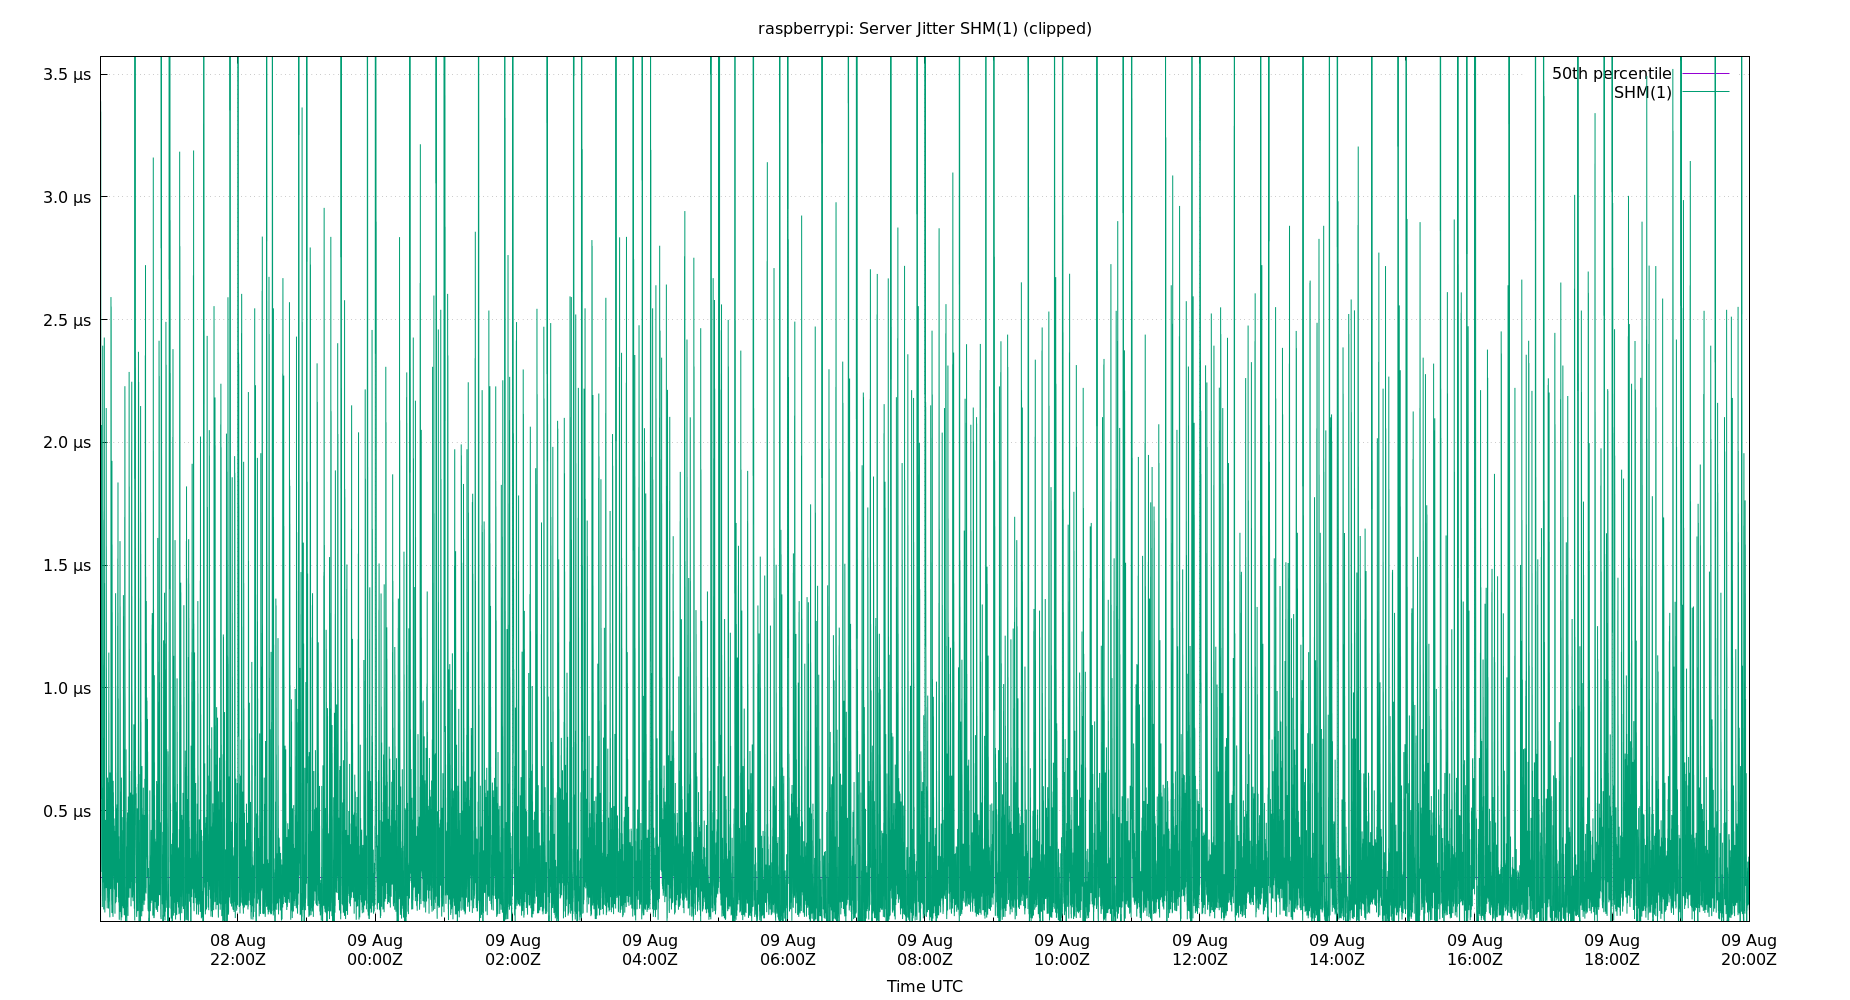 raspberrypi: Server Jitter SHM(1) (clipped)
3.5 µs
50th percentile
SHM(1)
3.0 µs
2.5 µs
2.0 µs
1.5 µs
1.0 µs
0.5 µs
08 Aug 09 Aug 09 Aug 09 Aug 09 Aug 09 Aug 09 Aug 09 Aug 09 Aug 09 Aug 09 Aug 09 Aug
22:00Z 00:00Z 02:00Z 04:00Z 06:00Z 08:00Z 10:00Z 12:00Z 14:00Z 16:00Z 18:00Z 20:00Z
Time UTC